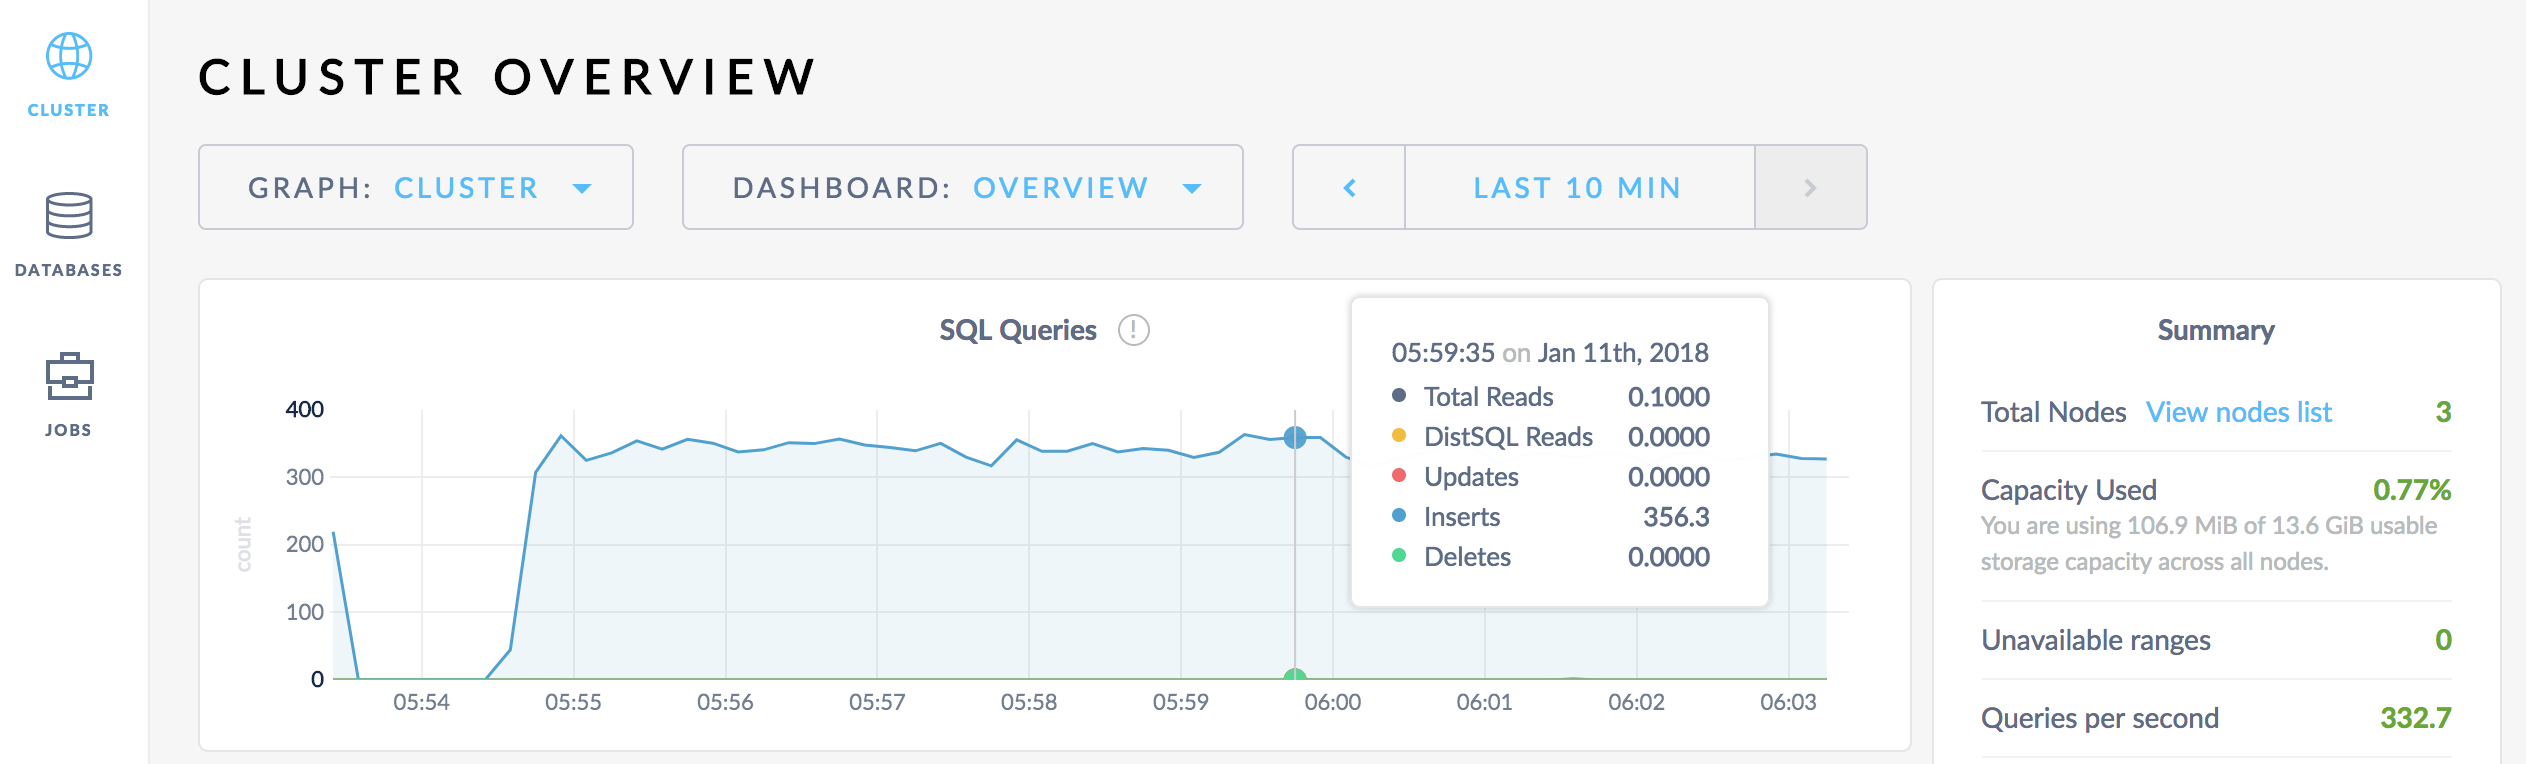 CLUSTER
DATABASES
JOBS
CLUSTER OVERVIEW
GRAPH: CLUSTER
DASHBOARD: OVERVIEW
LAST 10 MIN
SQL Queries
400
300
200
100
0
count
05:54 05:55 05:56 05:57 05:58 05:59 06:00 06:01 06:02 06:03
05:59:35 on Jan 11th, 2018
Total Reads 0.1000
DistSQL Reads 0.0000
Updates 0.0000
Inserts 356.3
Deletes 0.0000
Summary
Total Nodes View nodes list 3
Capacity Used 0.77%
You are using 106.9 MiB of 13.6 GiB usable
storage capacity across all nodes.
Unavailable ranges 0
Queries per second 332.7